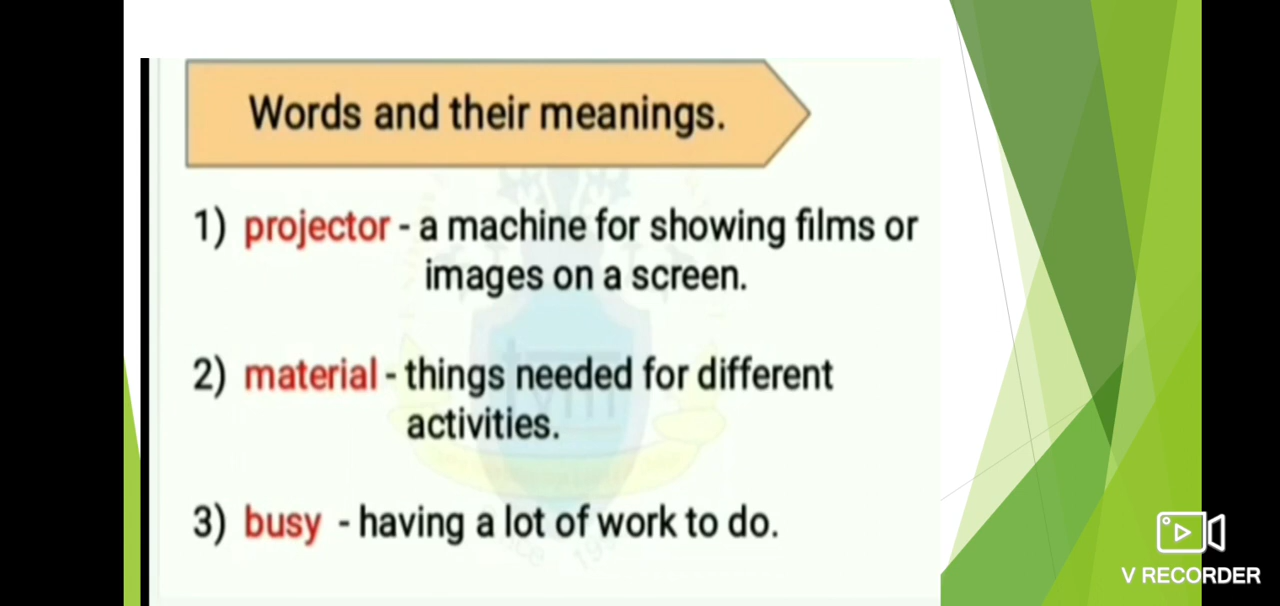 Words and their meanings.
1) projector - a machine for showing films or
images on a screen.
2) material - things needed for different
activities.
3) busy - having a lot of work to do.
V RECORDER